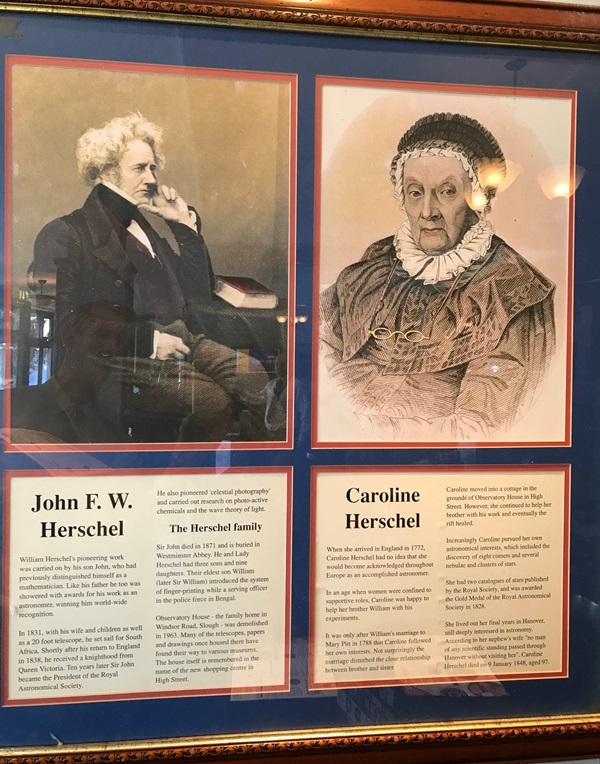 John F. W.
Herschel
William Herschel's pioneering work
was carried on by his son John, who had
previously distinguished himself as a
mathematician. Like his father he too was
showered with awards for his work as an
astronomer, winning him world-wide
recognition.
In 1831, with his wife and children as well
as a 20 foot telescope, he set sail for South
Africa. Shortly after his return to England
in 1838, he received a knighthood from
Queen Victoria. Ten years later Sir John
became the President of the Royal
Astronomical Society.
He also pioneered 'celestial photography'
and carried out research on photo-active
chemicals and the wave theory of light.
The Herschel family
Sir John died in 1871 and is buried in
Westminster Abbey. He and Lady
Herschel had three sons and nine
daughters. Their eldest son William
(later Sir William) introduced the system
of finger-printing while a serving officer
in the police force in Bengal.
Observatory House - the family home in
Windsor Road, Slough - was demolished
in 1963. Many of the telescopes, papers
and drawings once housed there have
found their way to various museums.
The house itself is remembered in the
name of the new shopping centre in
High Street.
Caroline
Herschel
When she arrived in England in 1772,
Caroline Herschel had no idea that she
would become acknowledged throughout
Europe as an accomplished astronomer.
In an age when women were confined to
supportive roles, Caroline was happy to
help her brother William with his
experiments.
It was only after William's marriage to
Mary Pitt in 1788 that Caroline followed
her own interests. Not surprisingly the
marriage disturbed the close relationship
between brother and sister.
Caroline moved into a cottage in the
grounds of Observatory House in High
Street. However, she continued to help her
brother with his work and eventually the
rift healed.
Increasingly Caroline pursued her own
astronomical interests, which included the
discovery of eight comets and several
nebulae and clusters of stars.
She had two catalogues of stars published
by the Royal Society, and was awarded
the Gold Medal of the Royal Astronomical
Society in 1828.
She lived out her final years in Hanover,
still deeply interested in astronomy.
According to her nephew's wife "no man
of any scientific standing passed through
Hanover without visiting her". Caroline
Herschel died on 9 January 1848, aged 97.